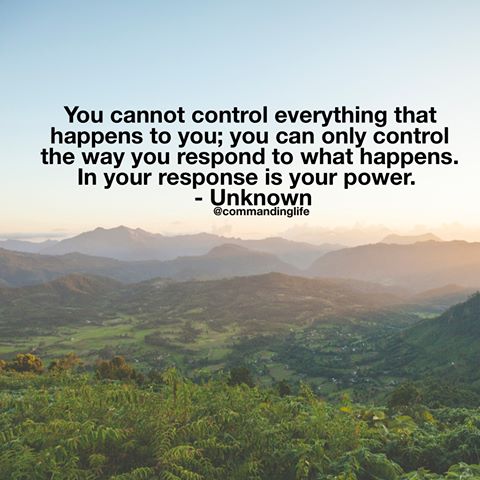 You cannot control everything that
happens to you; you can only control
the way you respond to what happens.
In your response is your power.
- Unknown
@commandinglife